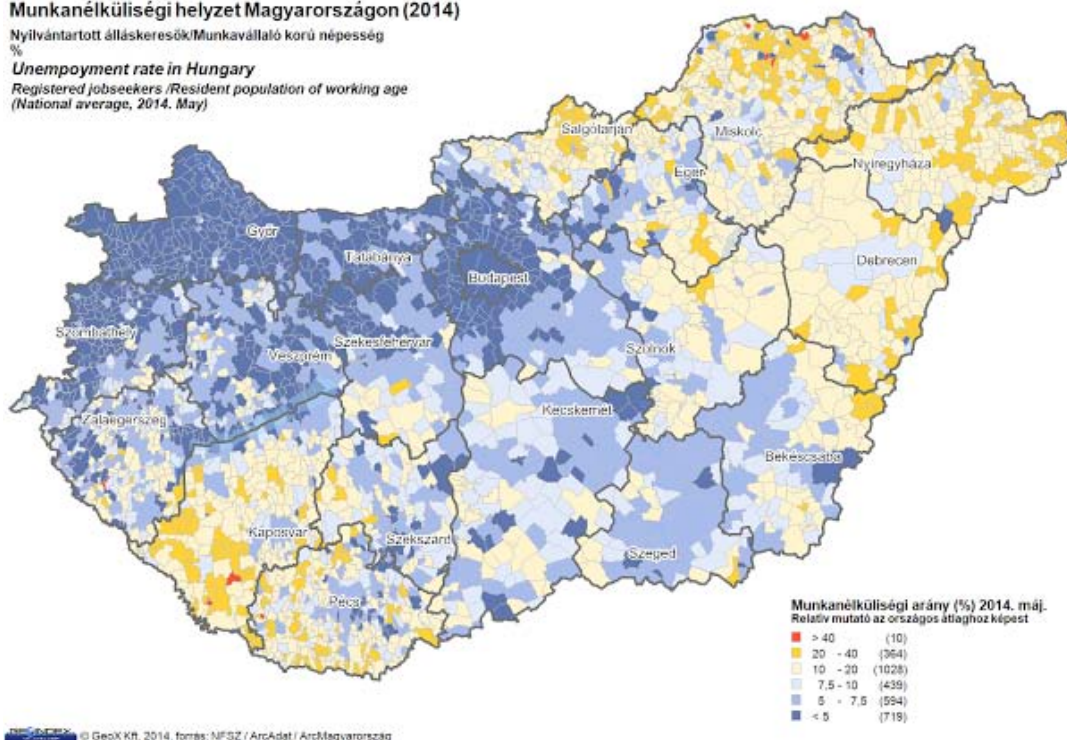 Munkanélküliségi helyzet Magyarországon (2014)
Nyilvántartott álláskeresők/Munkavállaló korú népesség
%
Unempoyment rate in Hungary
Registered jobseekers /Resident population of working age
(National average, 2014. May)
Salgótarján
Miskolc
Eger
Nyíregyháza
Győr
Tatabánya
Budapest
Debrecen
Szombathely
Veszprém
Székesfehérvár
Szolnok
Zalaegerszeg
Kecskemét
Békéscsaba
Kaposvár
Szekszárd
Szeged
Pécs
Munkanélküliségi arány (%) 2014. máj.
Relatív mutató az országos átlaghoz képest
> 40 (10)
20 - 40 (364)
10 - 20 (1028)
7,5 - 10 (439)
5 - 7,5 (594)
< 5 (719)
© GeoX Kft. 2014, forrás: NFSZ / ArcAdat / ArcMagyarország